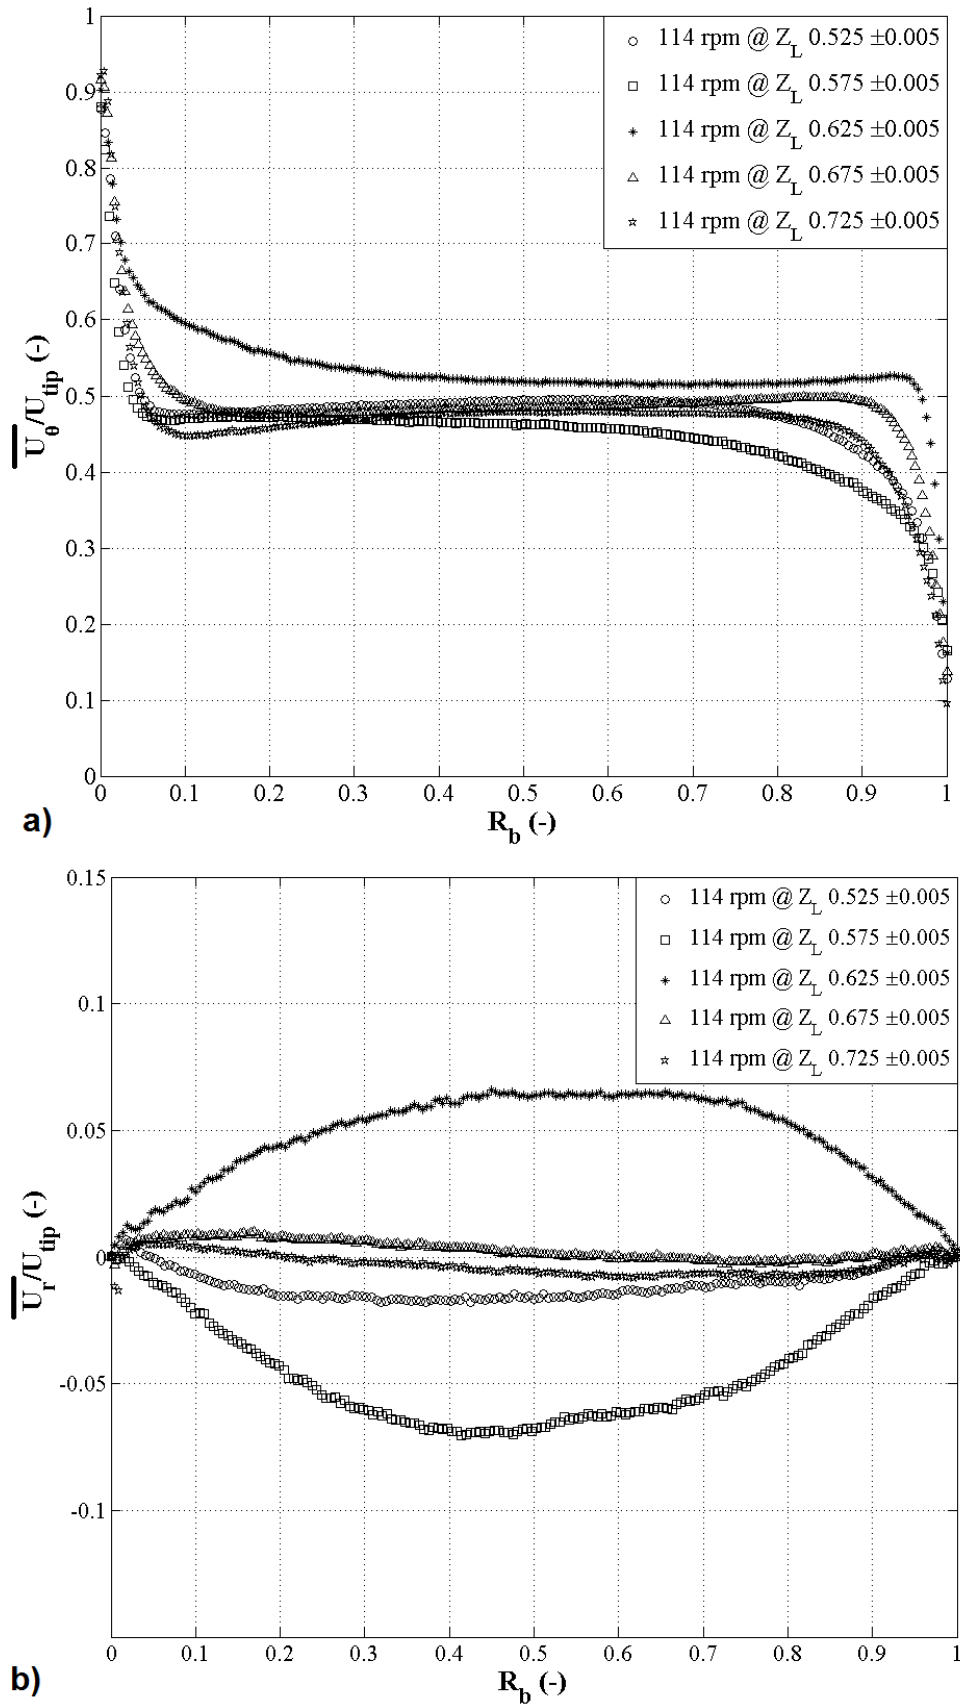 1
114 rpm @ Z_L 0.525 ±0.005
0.9
114 rpm @ Z_L 0.575 ±0.005
114 rpm @ Z_L 0.625 ±0.005
0.8
114 rpm @ Z_L 0.675 ±0.005
114 rpm @ Z_L 0.725 ±0.005
0.7
0.6
0.5
0.4
0.3
0.2
0.1
0
U_θ/U_tip (-)
0 0.1 0.2 0.3 0.4 0.5 0.6 0.7 0.8 0.9 1
R_b (-)
a)
0.15
114 rpm @ Z_L 0.525 ±0.005
114 rpm @ Z_L 0.575 ±0.005
114 rpm @ Z_L 0.625 ±0.005
0.1
114 rpm @ Z_L 0.675 ±0.005
114 rpm @ Z_L 0.725 ±0.005
0.05
0
-0.05
-0.1
U_r/U_tip (-)
0 0.1 0.2 0.3 0.4 0.5 0.6 0.7 0.8 0.9 1
R_b (-)
b)